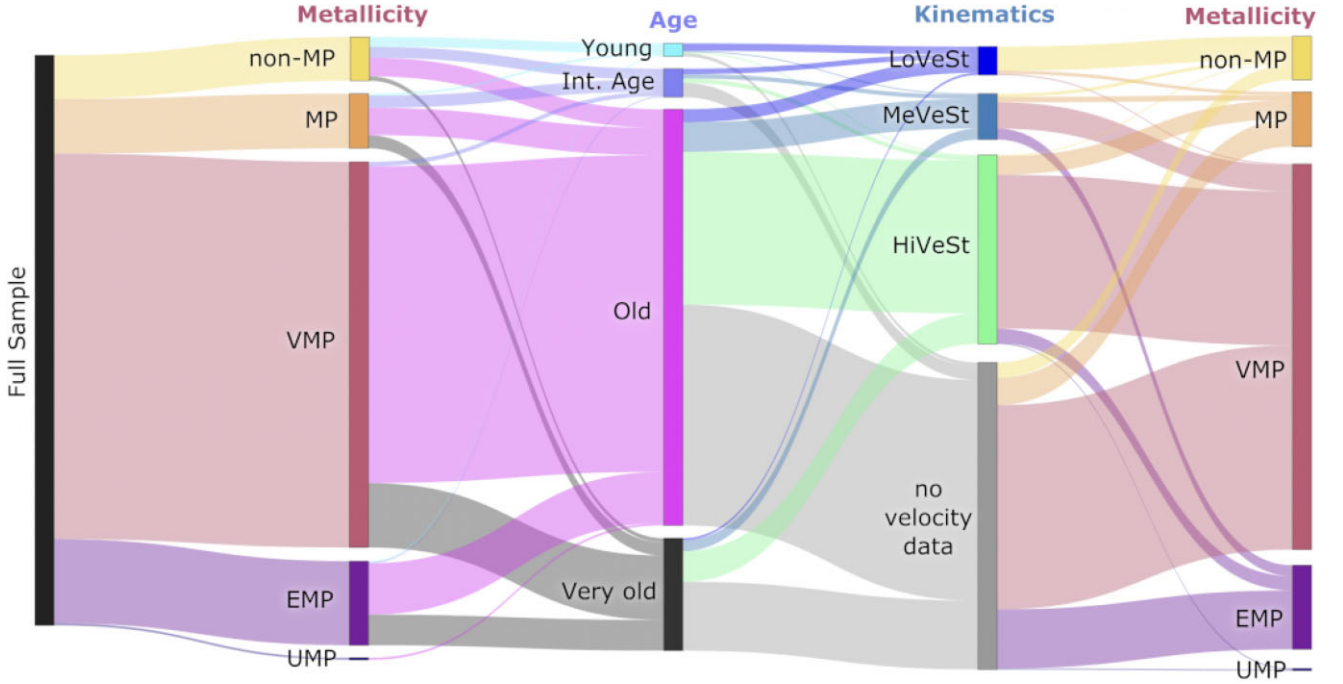 Metallicity
Age
Kinematics
Metallicity
Full Sample
non-MP
MP
VMP
EMP
UMP
Young
Int. Age
Old
Very old
LoVeSt
MeVeSt
HiVeSt
no
velocity
data
non-MP
MP
VMP
EMP
UMP